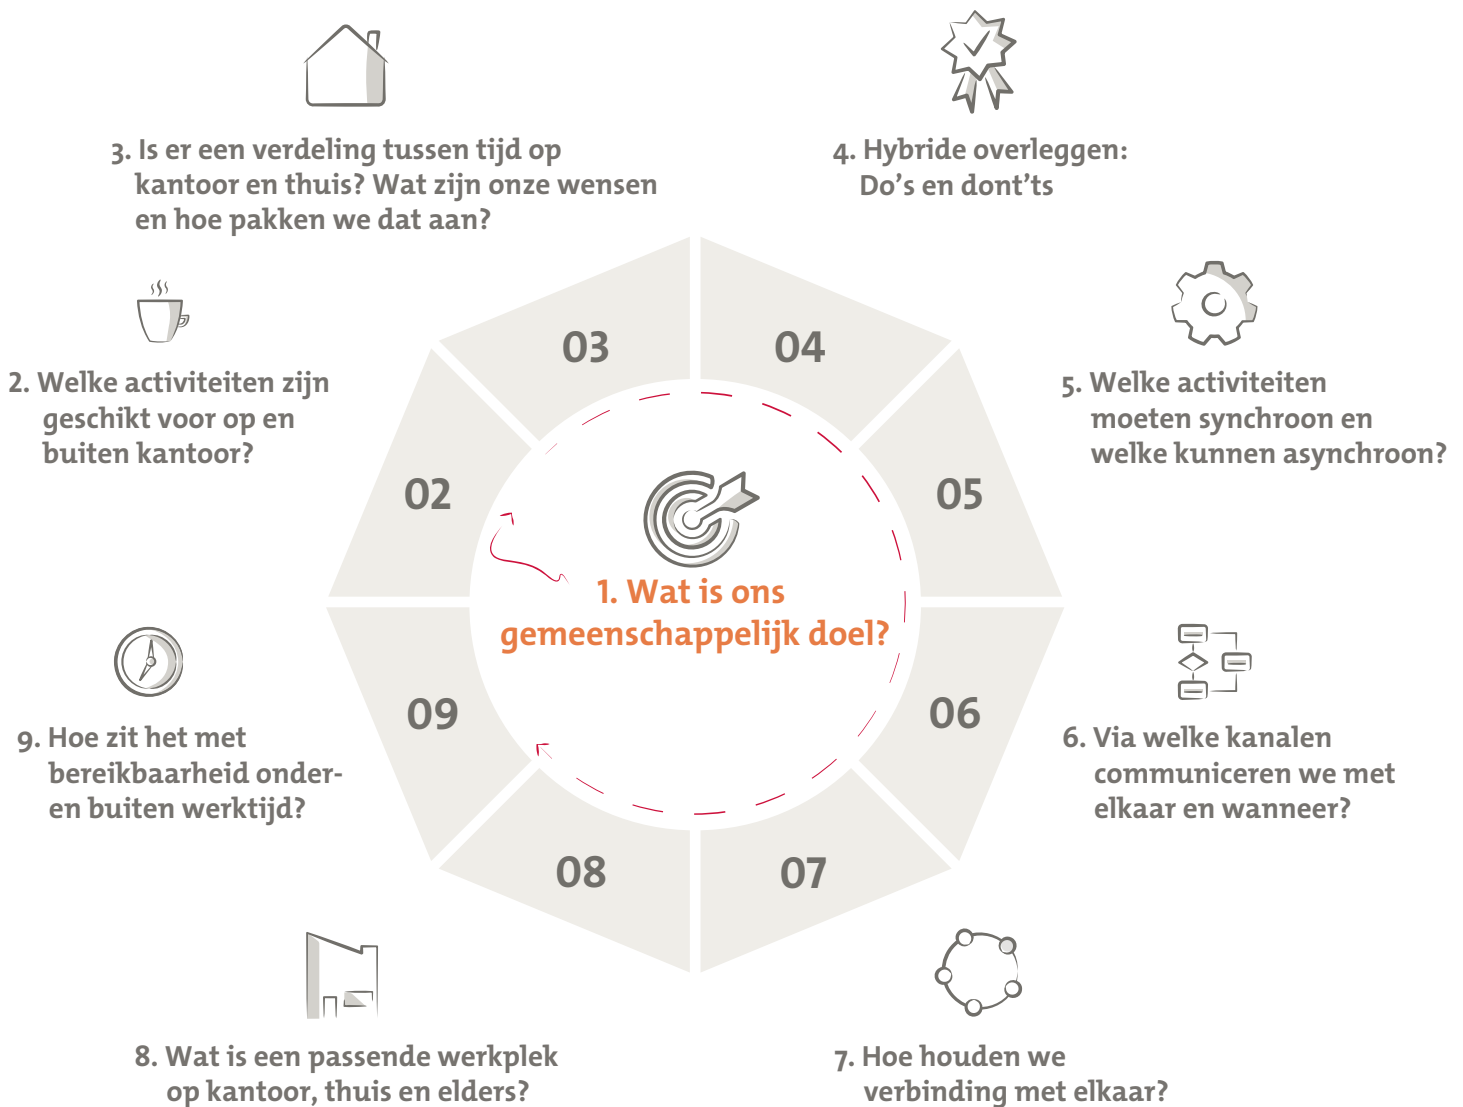 3. Is er een verdeling tussen tijd op
kantoor en thuis? Wat zijn onze wensen
en hoe pakken we dat aan?
4. Hybride overleggen:
Do's en dont'ts
2. Welke activiteiten zijn
geschikt voor op en
buiten kantoor?
5. Welke activiteiten
moeten synchroon en
welke kunnen asynchroon?
03
04
02
05
1. Wat is ons
gemeenschappelijk doel?
09
06
9. Hoe zit het met
bereikbaarheid onder-
en buiten werktijd?
6. Via welke kanalen
communiceren we met
elkaar en wanneer?
08
07
8. Wat is een passende werkplek
op kantoor, thuis en elders?
7. Hoe houden we
verbinding met elkaar?